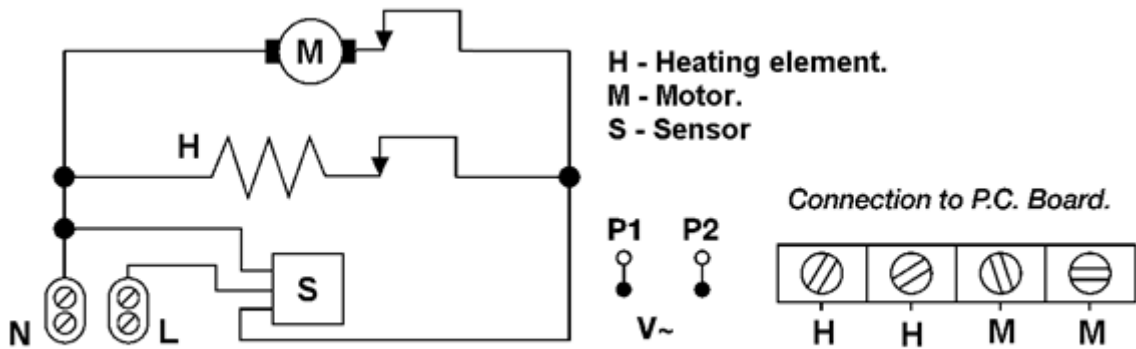 M
H
N
L
S
H - Heating element.
M - Motor.
S - Sensor
P1 P2
V~
Connection to P.C. Board.
H H M M